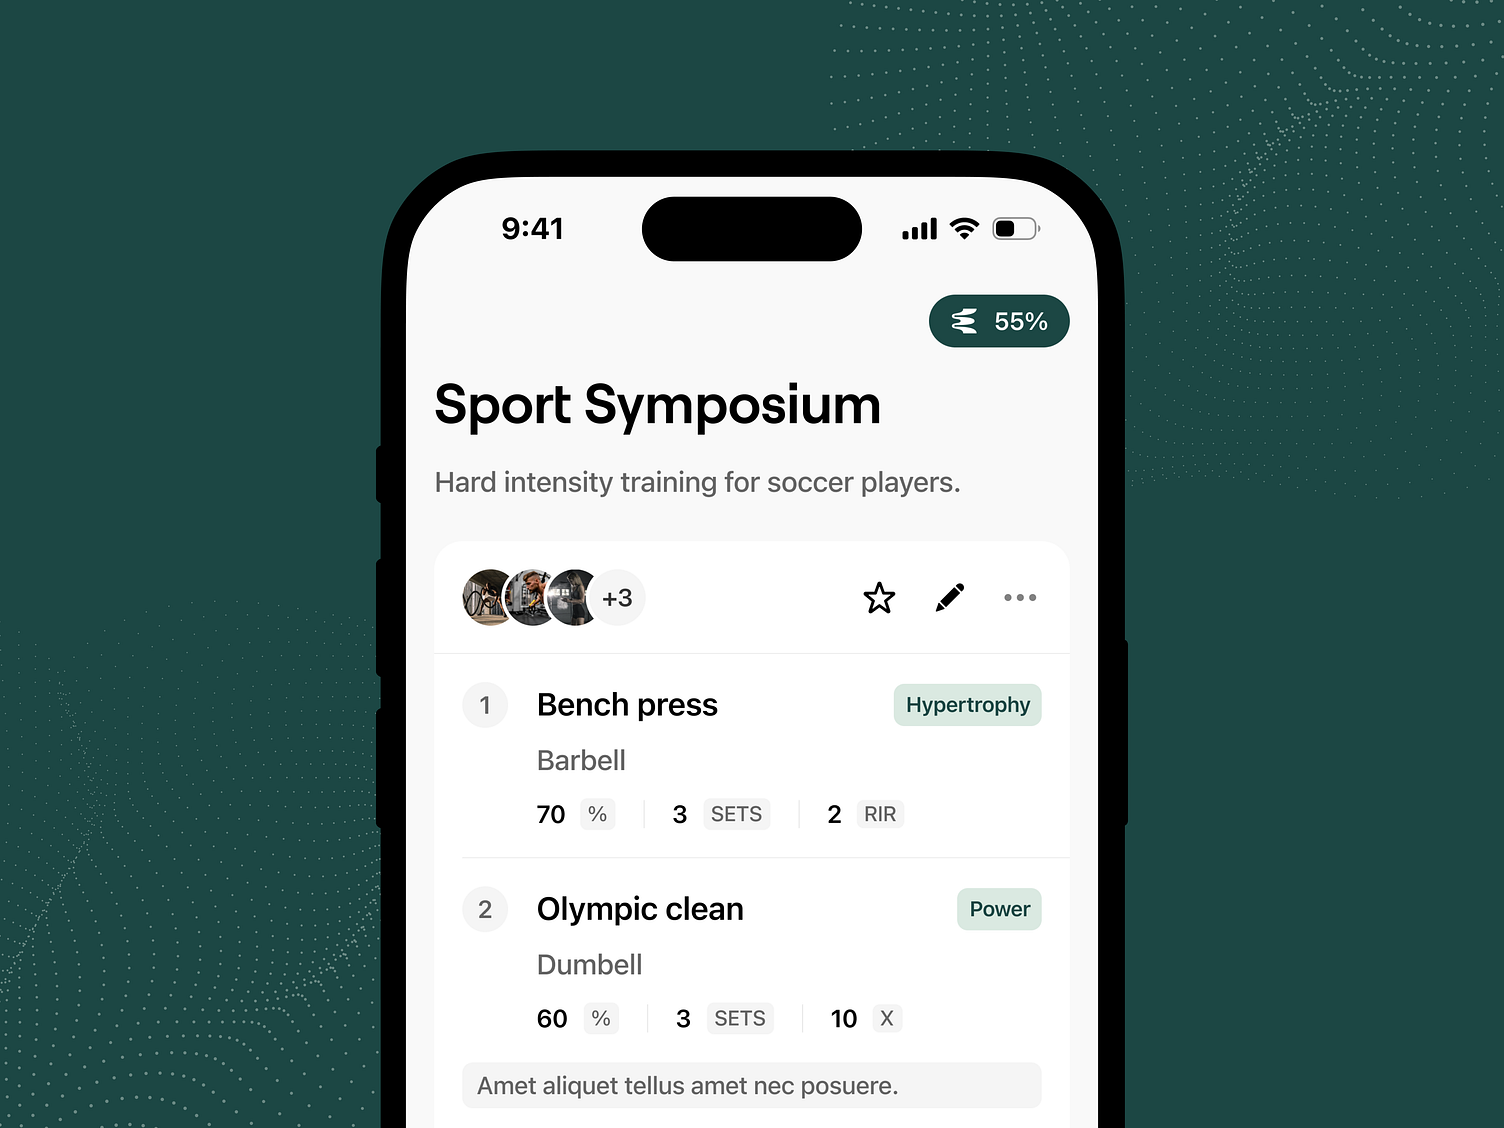 9:41
55%
Sport Symposium
Hard intensity training for soccer players.
+3
1 Bench press Hypertrophy
Barbell
70 % 3 SETS 2 RIR
2 Olympic clean Power
Dumbell
60 % 3 SETS 10 X
Amet aliquet tellus amet nec posuere.